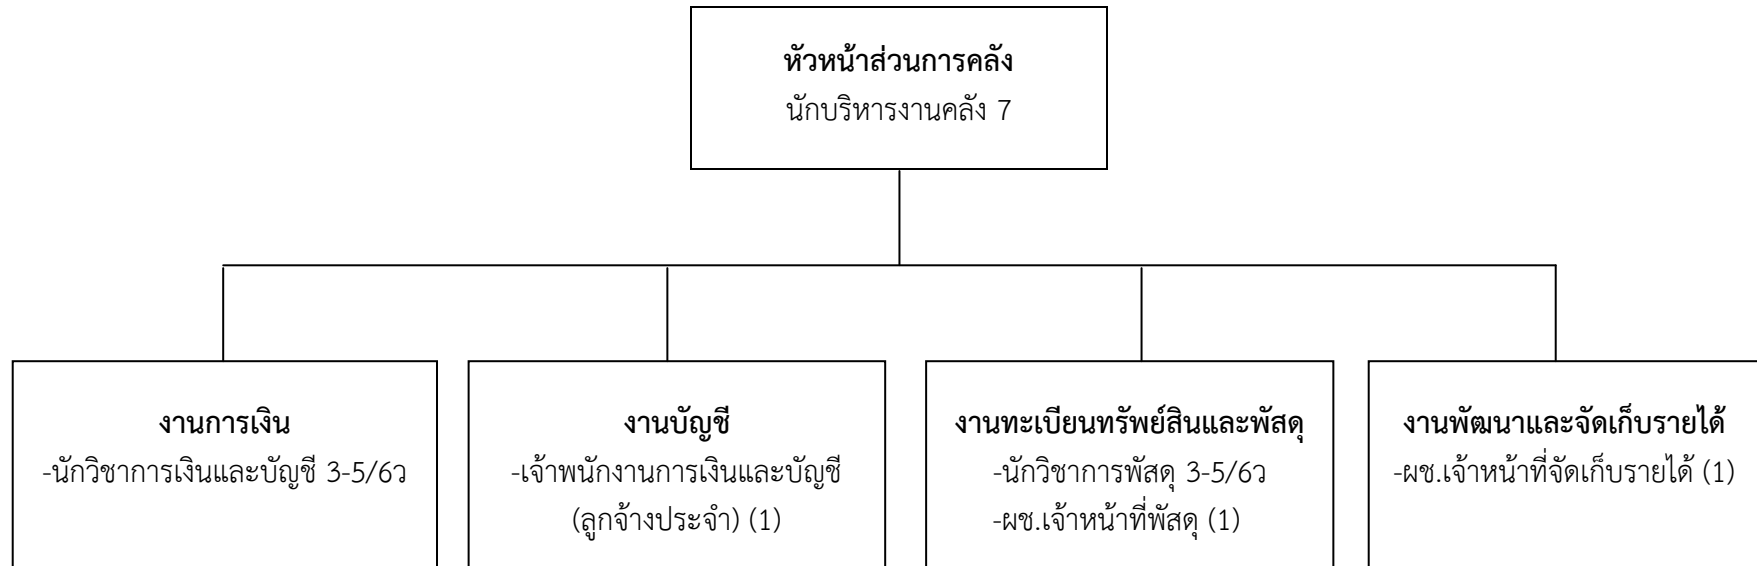 หัวหน้าส่วนการคลัง
นักบริหารงานคลัง 7
งานการเงิน
-นักวิชาการเงินและบัญชี 3-5/6ว
งานบัญชี
-เจ้าพนักงานการเงินและบัญชี
(ลูกจ้างประจำ) (1)
งานทะเบียนทรัพย์สินและพัสดุ
-นักวิชาการพัสดุ 3-5/6ว
-ผช.เจ้าหน้าที่พัสดุ (1)
งานพัฒนาและจัดเก็บรายได้
-ผช.เจ้าหน้าที่จัดเก็บรายได้ (1)